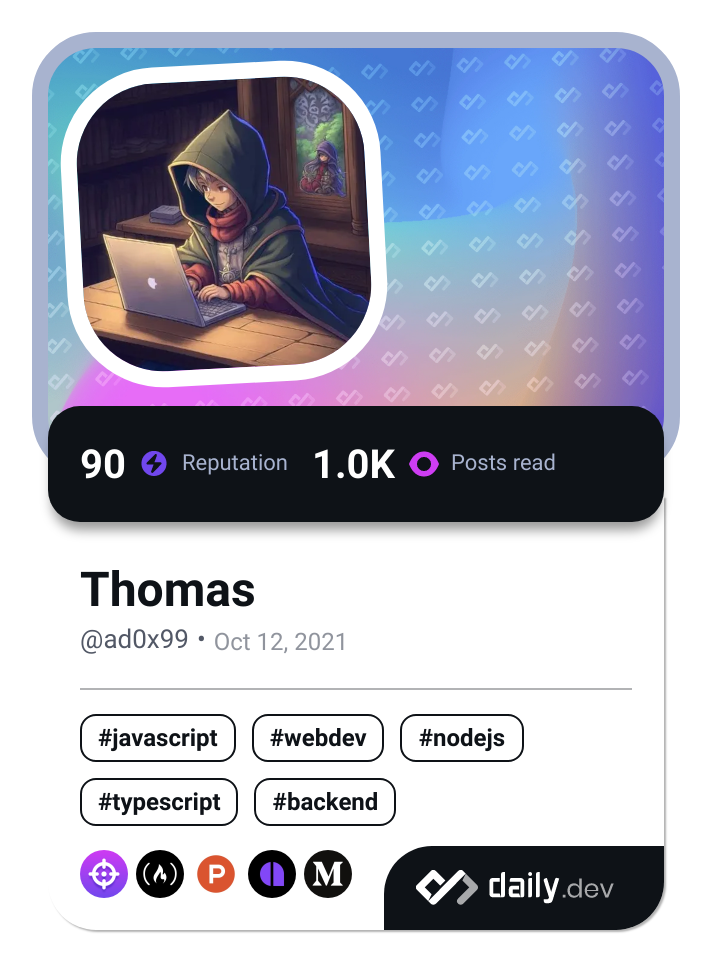 90 Reputation 1.0K Posts read
Thomas
@ad0x99 • Oct 12, 2021
#javascript #webdev #nodejs
#typescript #backend
P M
daily.dev